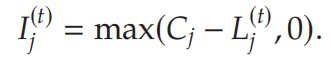 I_j^{(t)} = max(C_j − L_j^{(t)}, 0).